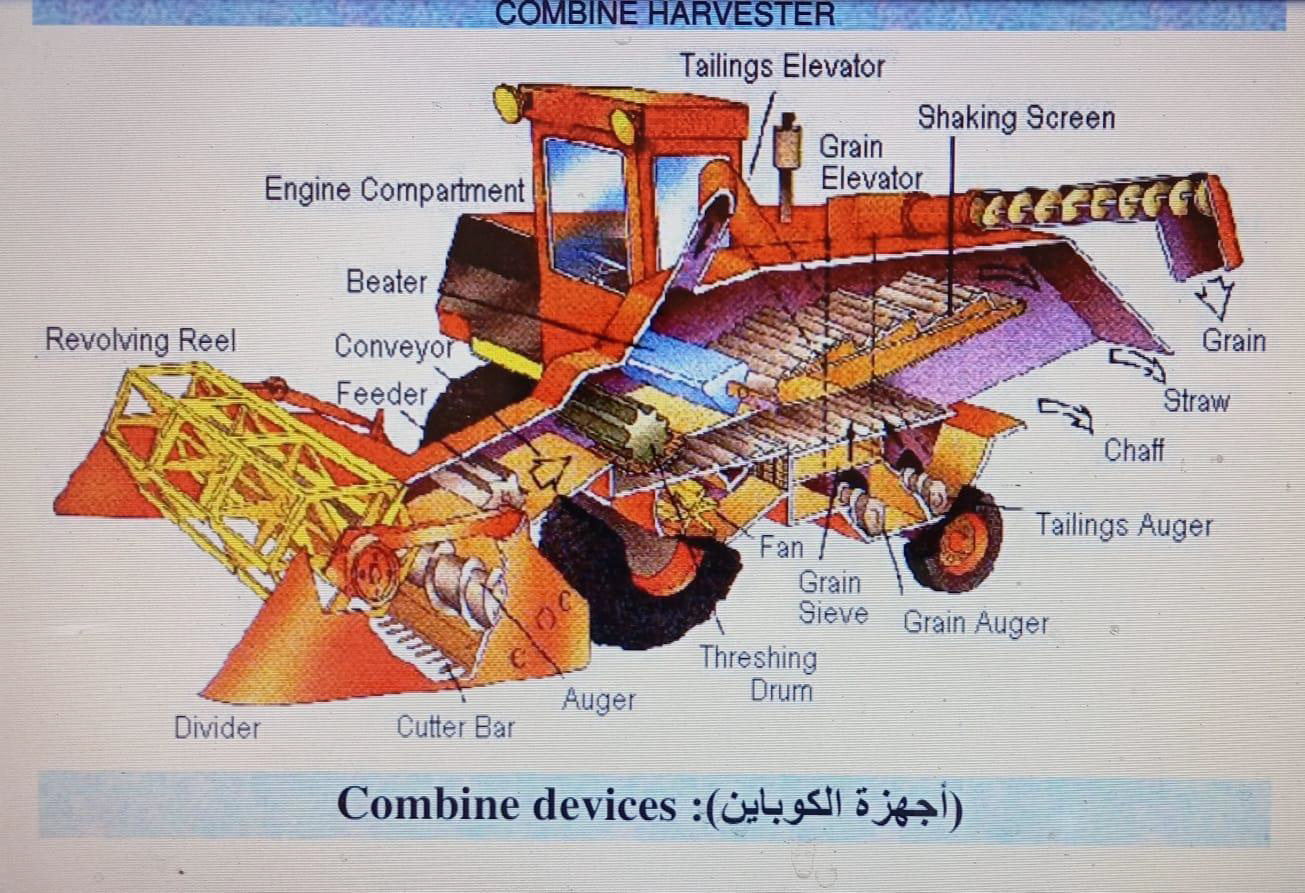 COMBINE HARVESTER
Tailings Elevator
Shaking Screen
Grain
Elevator
Engine Compartment
Beater
Revolving Reel
Conveyor
Feeder
Grain
Straw
Chaff
Tailings Auger
Fan
Grain
Sieve
Grain Auger
Threshing
Drum
Auger
Cutter Bar
Divider
Combine devices :(أجهزة الكوباين)